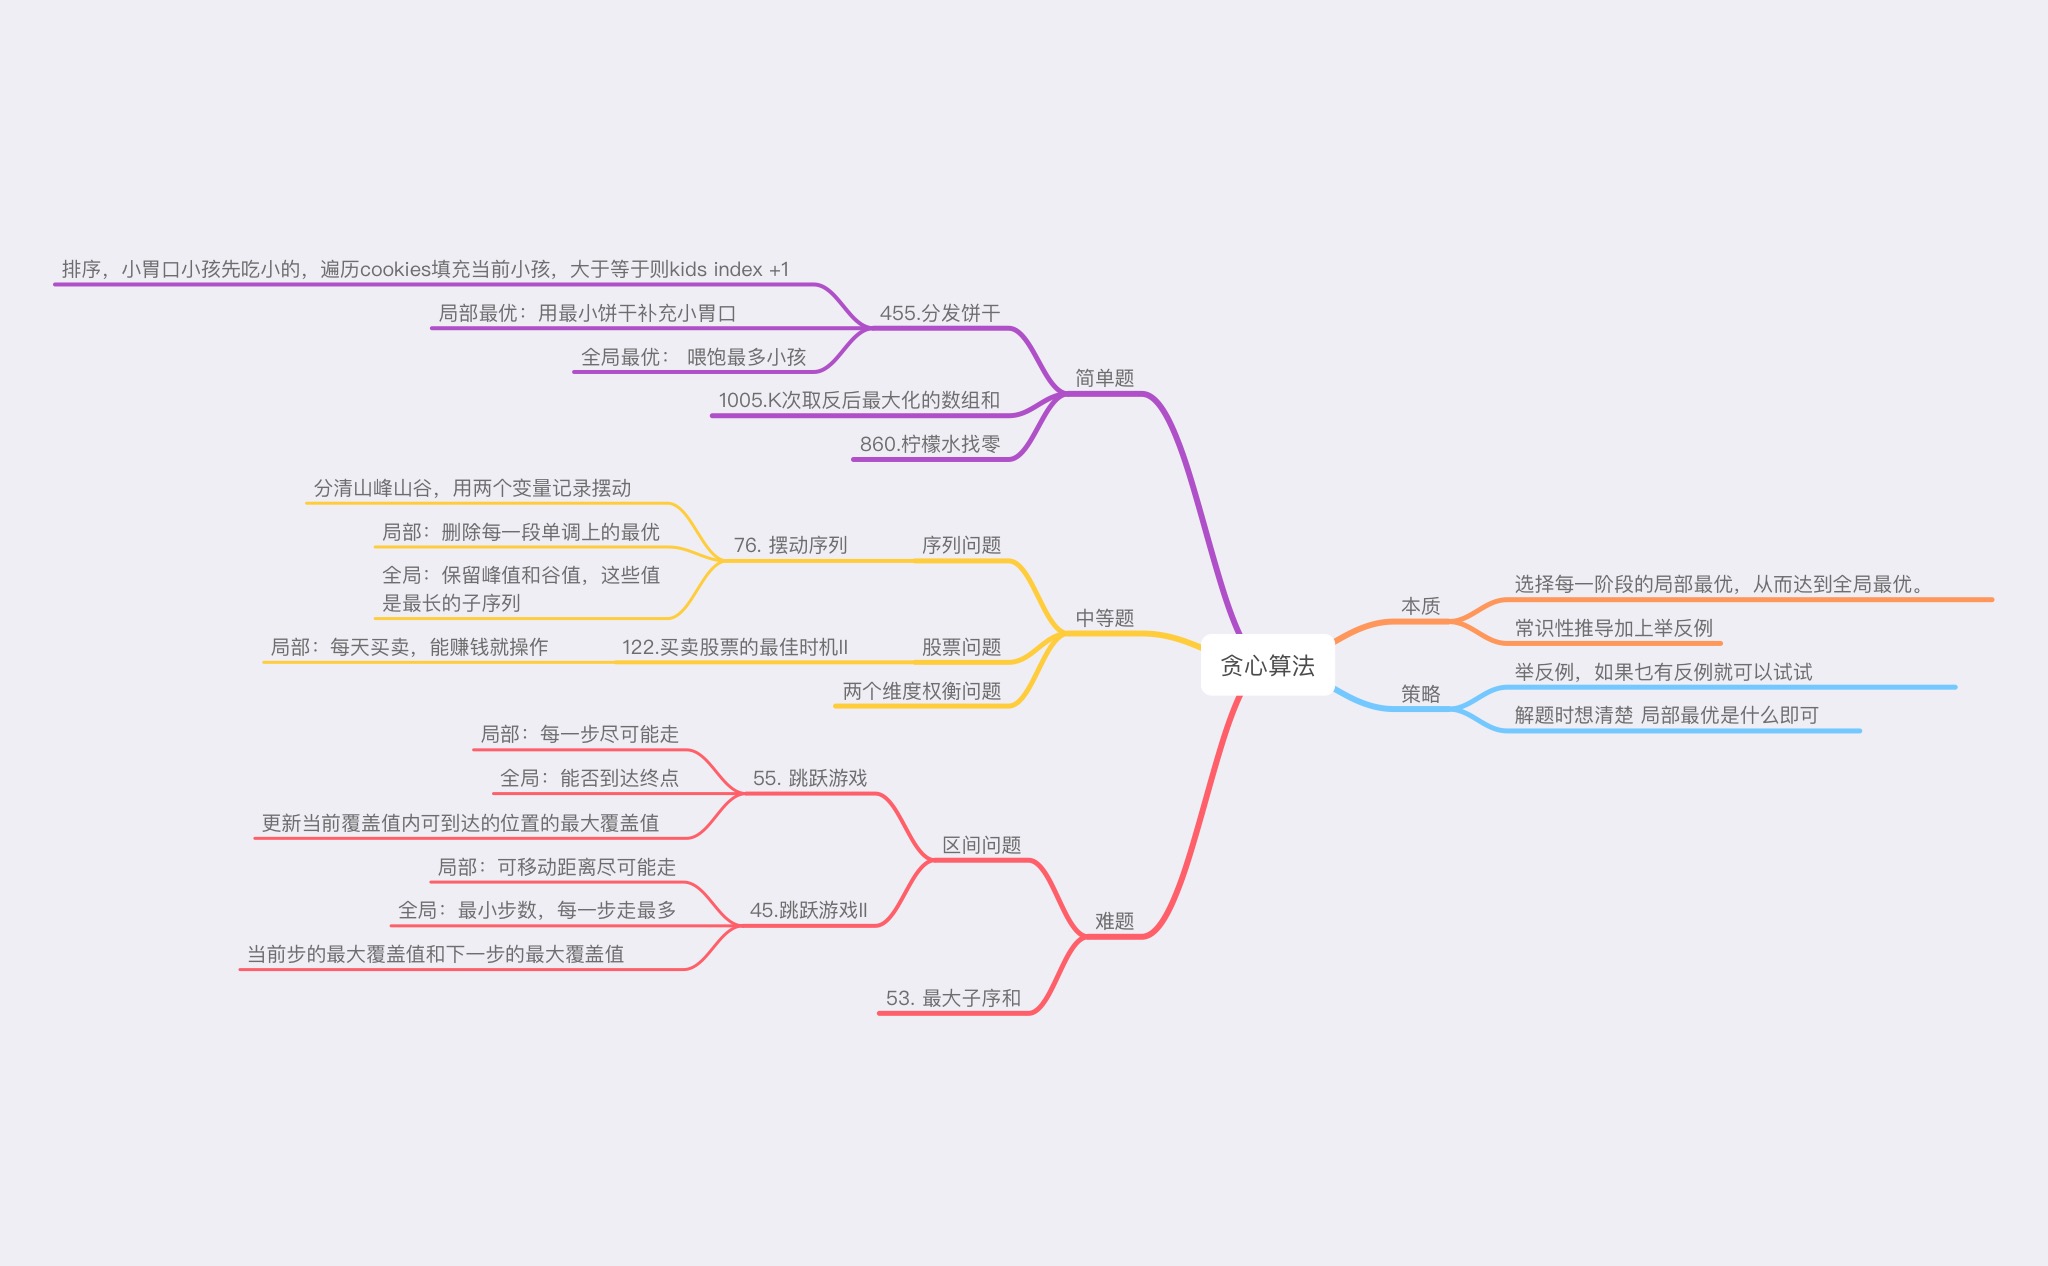 排序，小胃口小孩先吃小的，遍历cookies填充当前小孩，大于等于则kids index +1
局部最优：用最小饼干补充小胃口
全局最优： 喂饱最多小孩
455.分发饼干
1005.K次取反后最大化的数组和
860.柠檬水找零
简单题
分清山峰山谷，用两个变量记录摆动
局部：删除每一段单调上的最优
全局：保留峰值和谷值，这些值
是最长的子序列
76. 摆动序列
序列问题
局部：每天买卖，能赚钱就操作
122.买卖股票的最佳时机II
股票问题
两个维度权衡问题
中等题
局部：每一步尽可能走
全局：能否到达终点
更新当前覆盖值内可到达的位置的最大覆盖值
55. 跳跃游戏
局部：可移动距离尽可能走
全局：最小步数，每一步走最多
当前步的最大覆盖值和下一步的最大覆盖值
45.跳跃游戏II
区间问题
53. 最大子序和
难题
贪心算法
本质
选择每一阶段的局部最优，从而达到全局最优。
常识性推导加上举反例
策略
举反例，如果乜有反例就可以试试
解题时想清楚 局部最优是什么即可